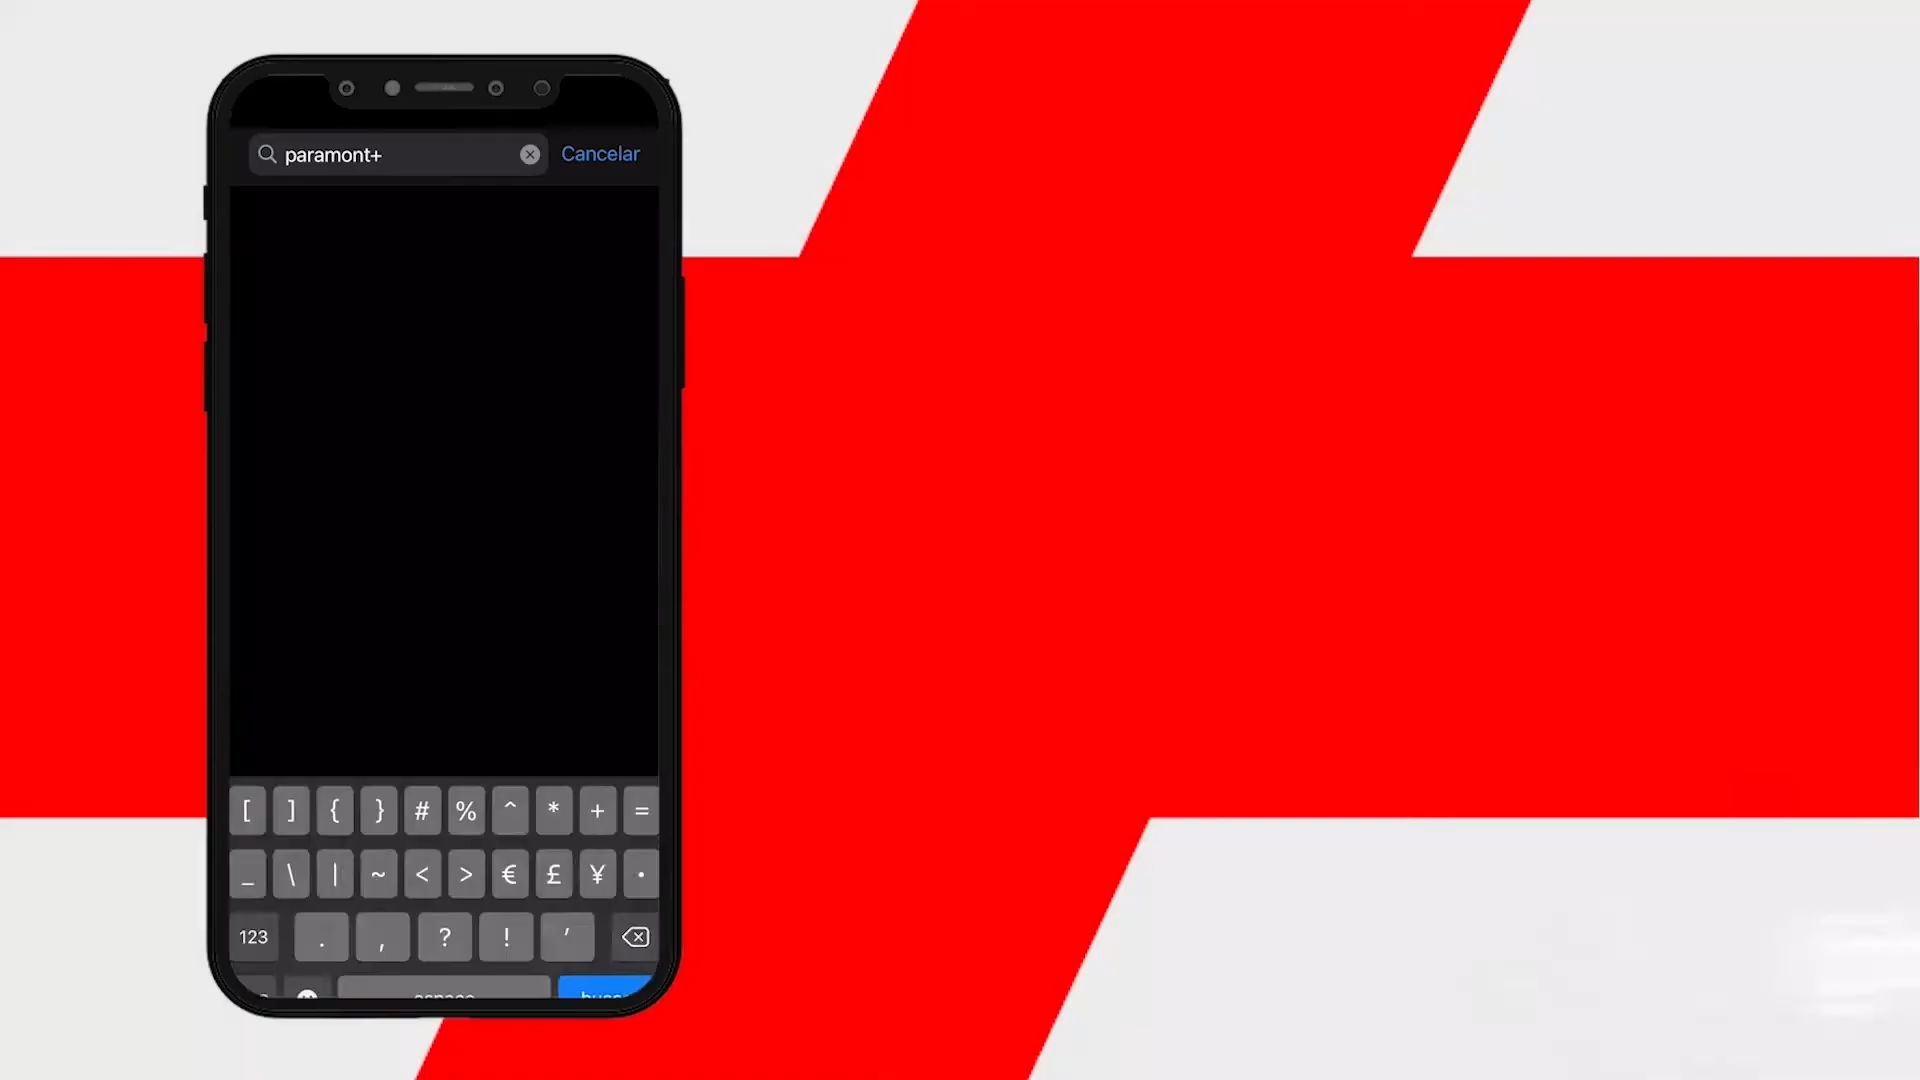 paramont+
Cancelar
[ ] { } # % ^ * + =
_ \ | ~ < > € £ ¥ •
123 . , ? ! ′